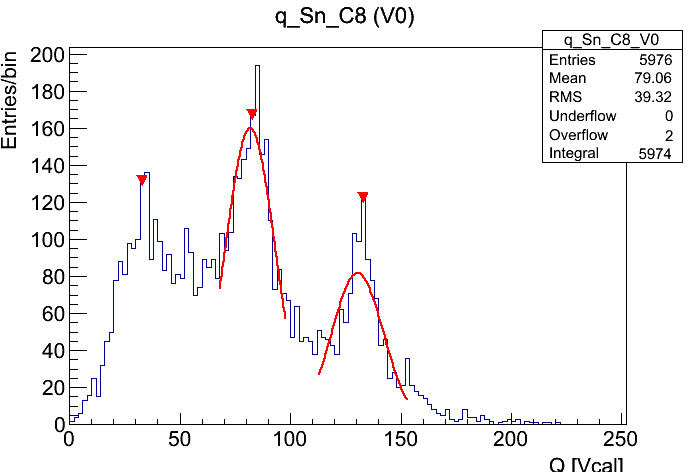 q_Sn_C8 (V0)
q_Sn_C8_V0
Entries 5976
Mean 79.06
RMS 39.32
Underflow 0
Overflow 2
Integral 5974
Entries/bin
200
180
160
140
120
100
80
60
40
20
0
0 50 100 150 200 250
Q [Vcal]